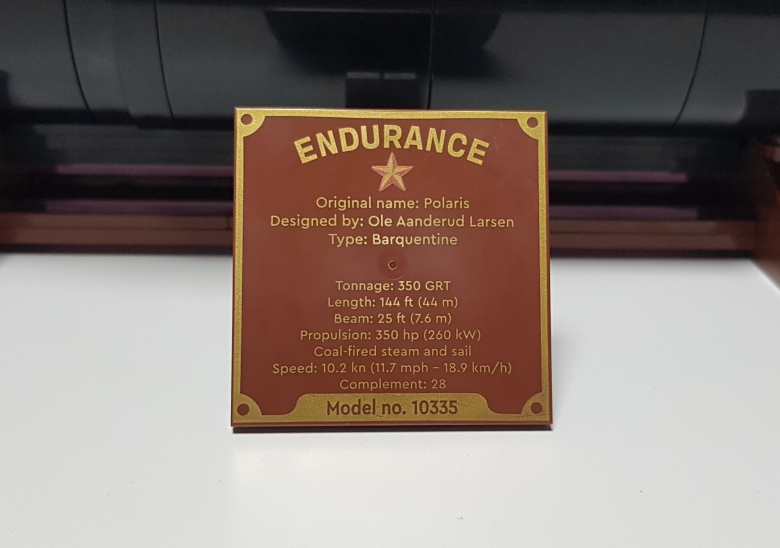 ENDURANCE
Original name: Polaris
Designed by: Ole Aanderud Larsen
Type: Barquentine
Tonnage: 350 GRT
Length: 144 ft (44 m)
Beam: 25 ft (7.6 m)
Propulsion: 350 hp (260 kW)
Coal-fired steam and sail
Speed: 10.2 kn (11.7 mph – 18.9 km/h)
Complement: 28
Model no. 10335